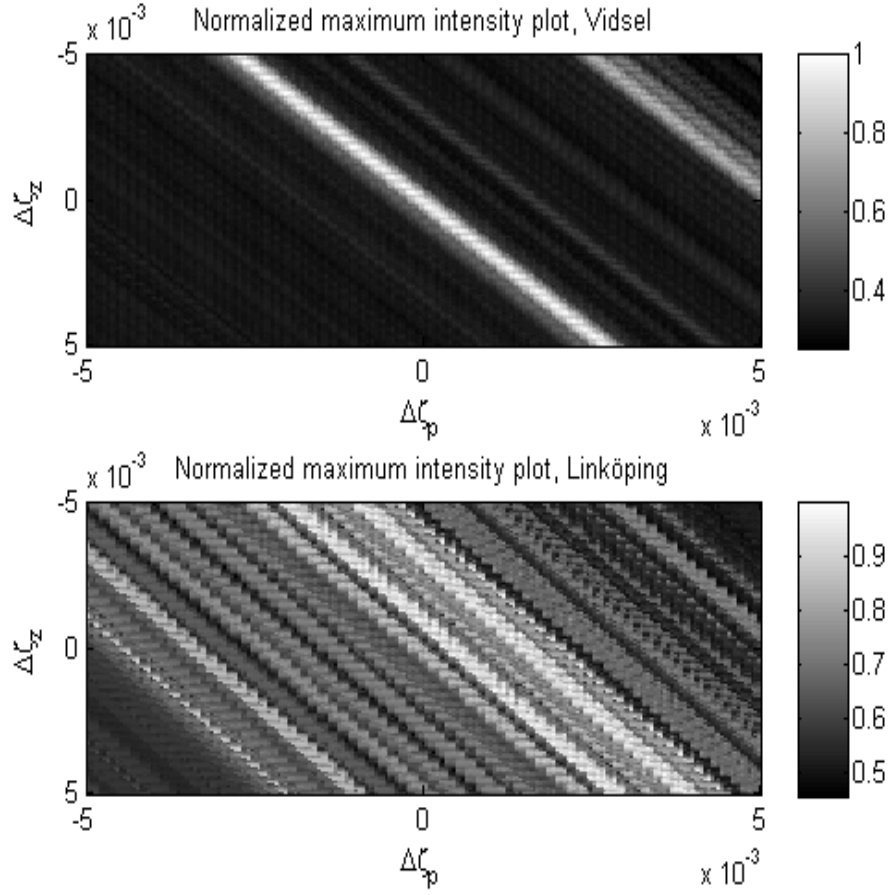 x 10⁻³
Normalized maximum intensity plot, Vidsel
-5
0
5
Δζz
-5
0
5
x 10⁻³
Δζp
1
0.8
0.6
0.4
x 10⁻³
Normalized maximum intensity plot, Linköping
-5
0
5
Δζz
-5
0
5
x 10⁻³
Δζp
0.9
0.8
0.7
0.6
0.5